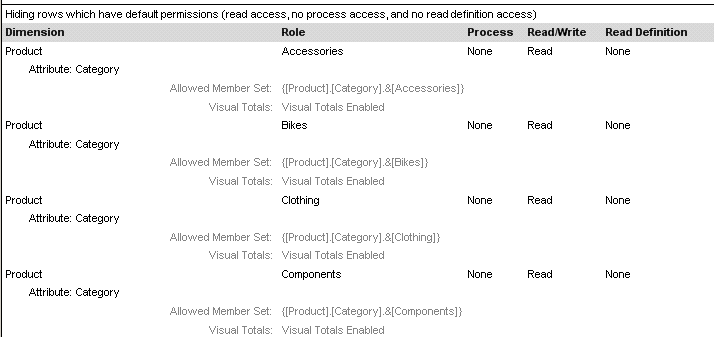 Hiding rows which have default permissions (read access, no process access, and no read definition access)
Dimension Role Process Read/Write Read Definition
Product Accessories None Read None
Attribute: Category
Allowed Member Set: {[Product].[Category].&[Accessories]}
Visual Totals: Visual Totals Enabled
Product Bikes None Read None
Attribute: Category
Allowed Member Set: {[Product].[Category].&[Bikes]}
Visual Totals: Visual Totals Enabled
Product Clothing None Read None
Attribute: Category
Allowed Member Set: {[Product].[Category].&[Clothing]}
Visual Totals: Visual Totals Enabled
Product Components None Read None
Attribute: Category
Allowed Member Set: {[Product].[Category].&[Components]}
Visual Totals: Visual Totals Enabled